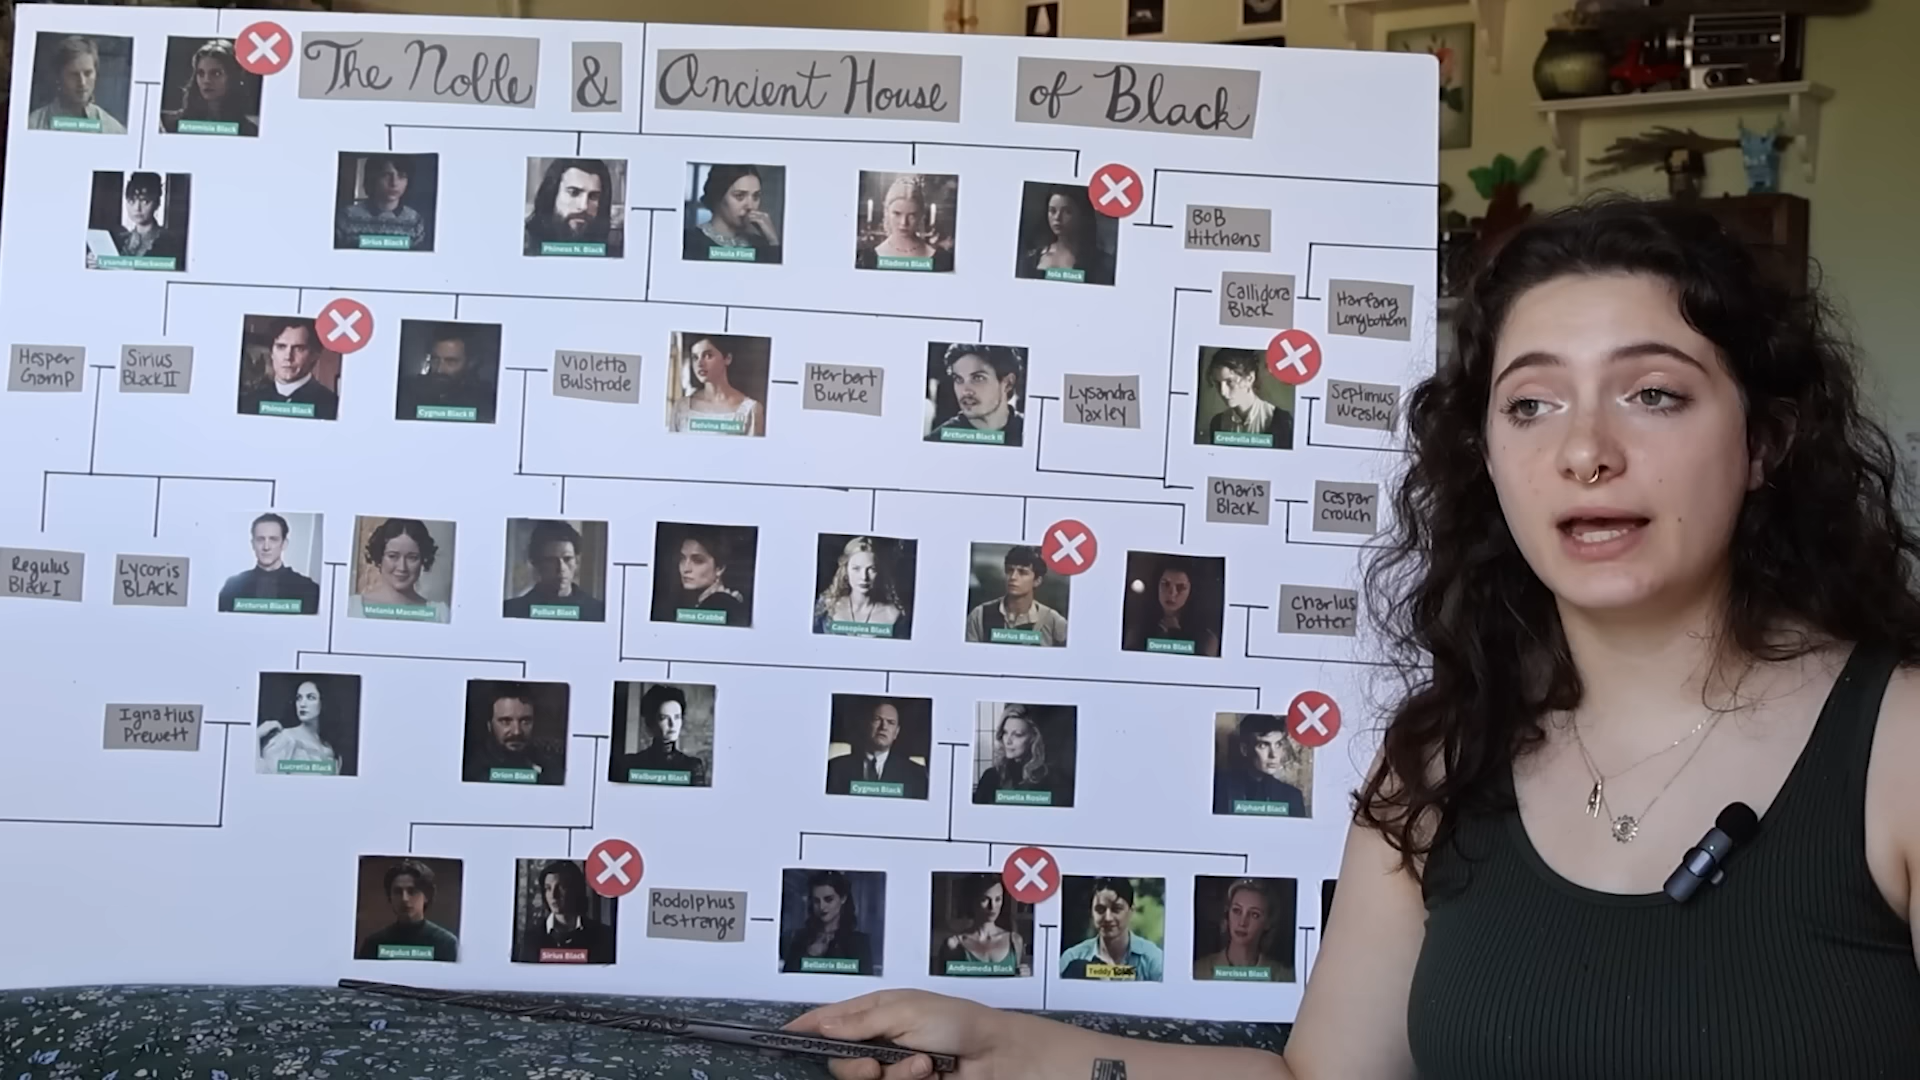 The Noble & Ancient House of Black
Eamon Wood
Artemisia Black
Lysandra Blackwood
Sirius Black I
Phineas N. Black
Ursula Flint
Elladora Black
Isla Black
BOB
Hitchens
Calligura
Black
Harfang
Longbottom
Hesper
Gamp
Sirius
Black II
Phineas Black
Cygnus Black II
Violetta
Bulstrode
Belvina Black
Herbert
Burke
Arcturus Black II
Lysandra
Yaxley
Cedrella Black
Septimus
Weasley
Charis
Black
Caspar
Crouch
Regulus
Black I
Lycoris
BLACK
Arcturus Black III
Melania Macmillan
Pollux Black
Irma Crabbe
Cassiopeia Black
Marius Black
Dorea Black
Charlus
Potter
Ignatius
Prewett
Lucretia Black
Orion Black
Walburga Black
Cygnus Black
Druella Rosier
Alphard Black
Regulus Black
Sirius Black
Rodolphus
Lestrange
Bellatrix Black
Andromeda Black
Teddy
Narcissa Black